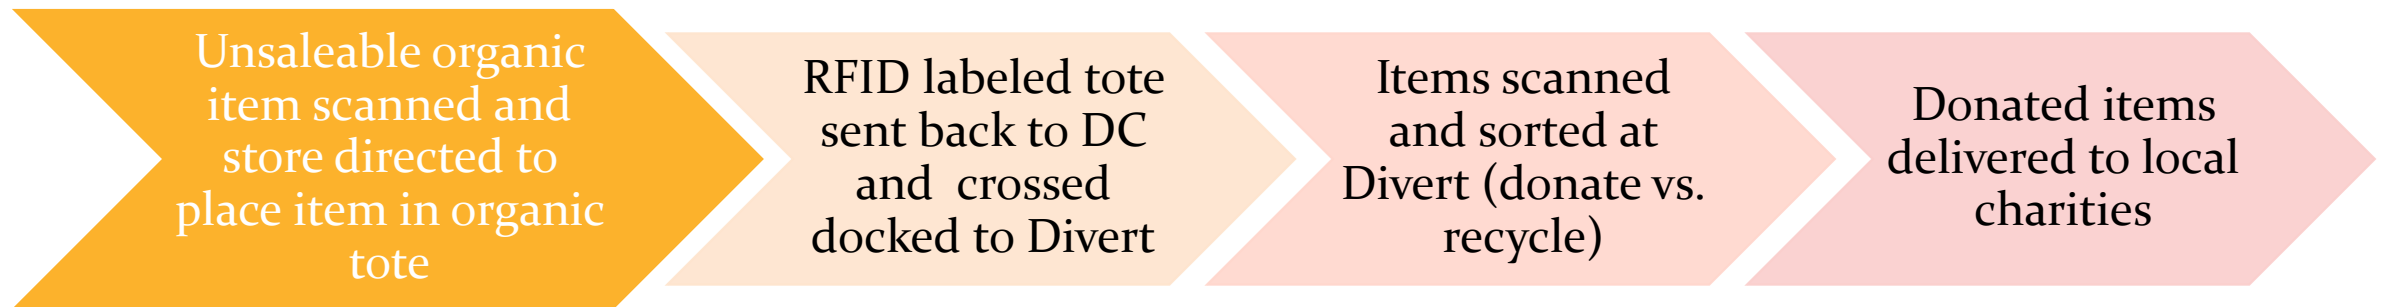 Unsaleable organic
item scanned and
store directed to
place item in organic
tote
RFID labeled tote
sent back to DC
and  crossed
docked to Divert
Items scanned
and sorted at
Divert (donate vs.
recycle)
Donated items
delivered to local
charities